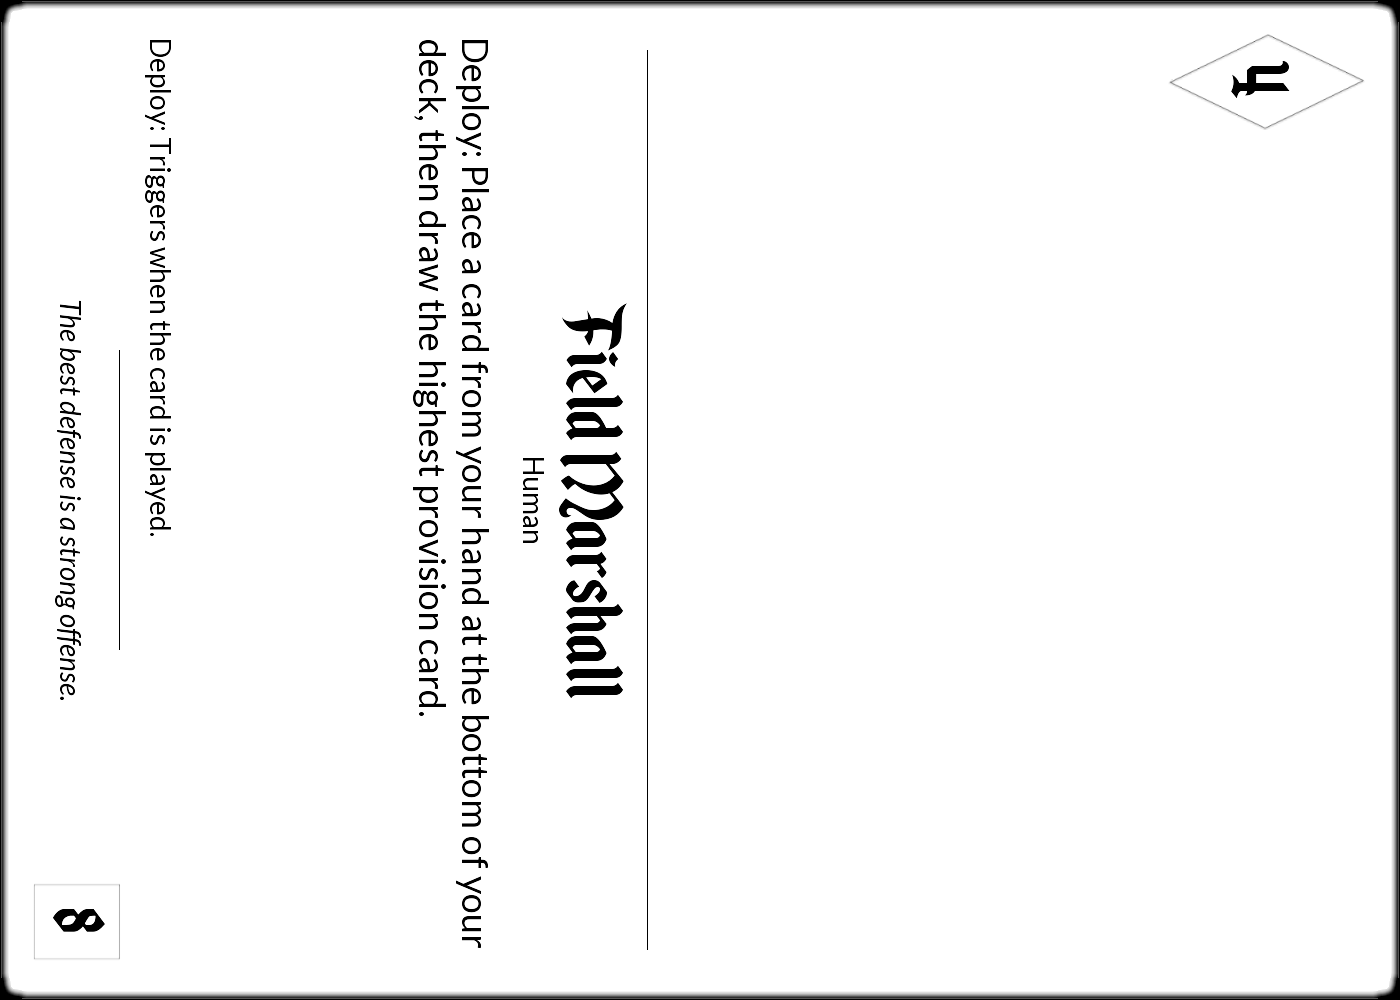 4
Field Marshall
Human
Deploy: Place a card from your hand at the bottom of your
deck, then draw the highest provision card.
Deploy: Triggers when the card is played.
The best defense is a strong offense.
8